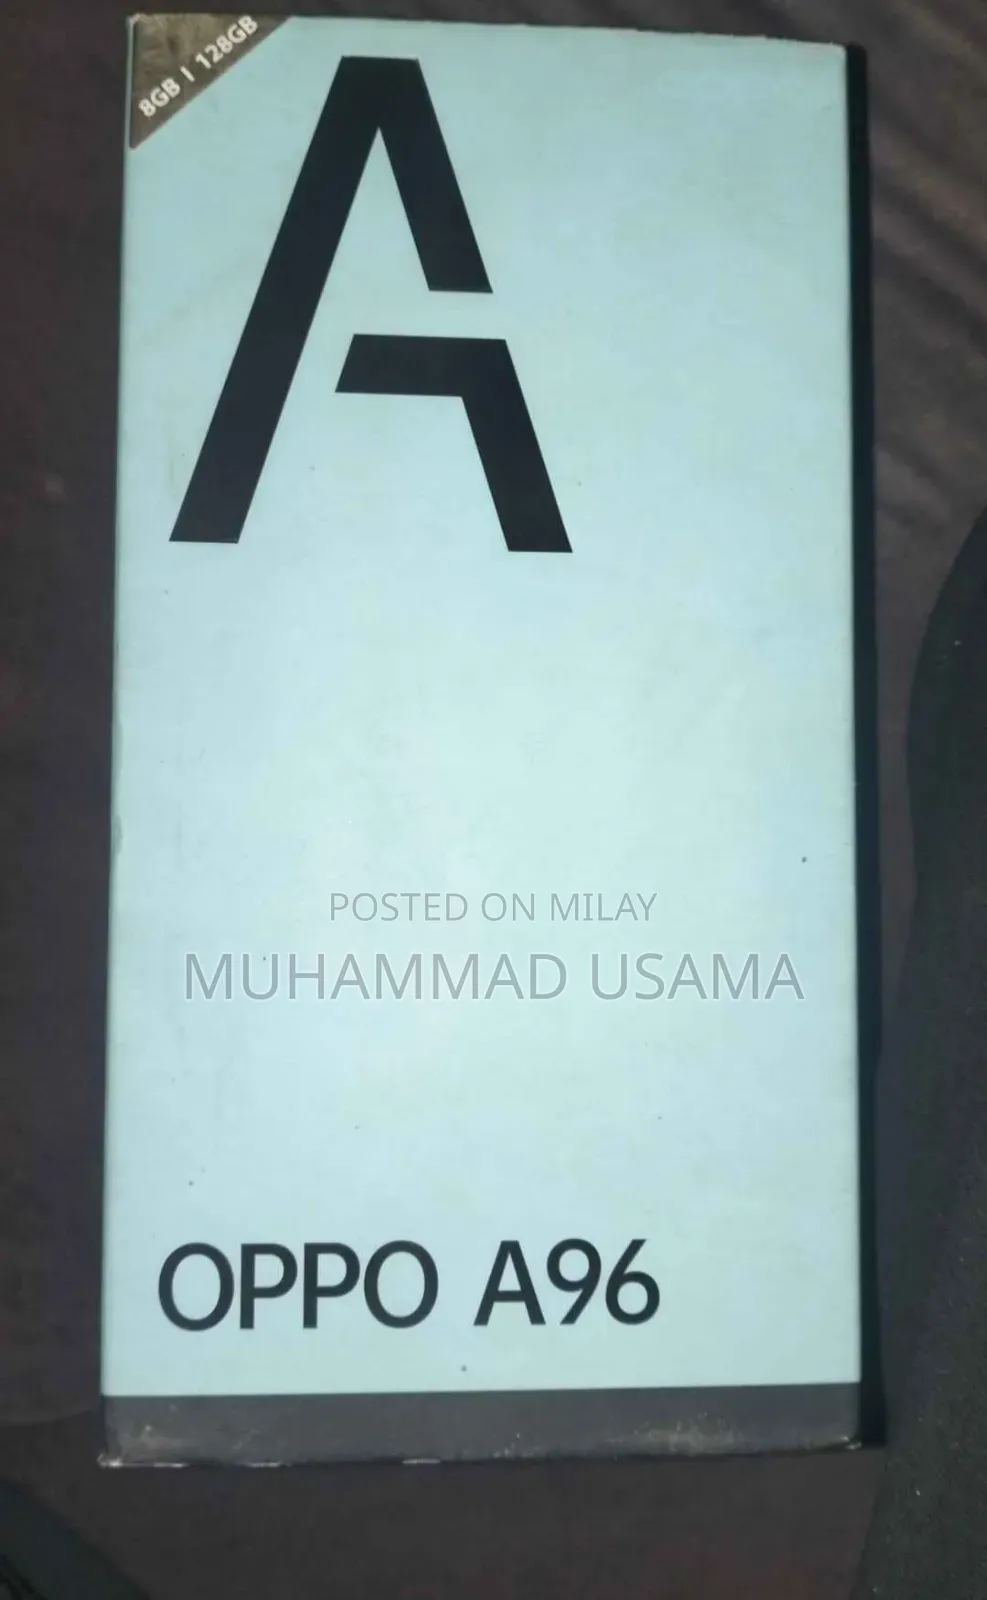 8GB | 128GB
A
POSTED ON MILAY
MUHAMMAD USAMA
OPPO A96